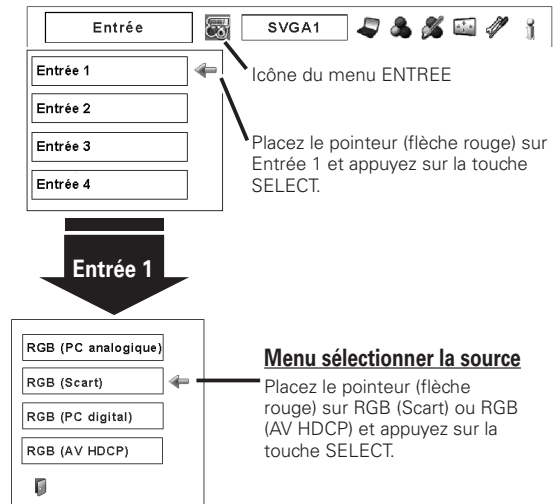 Entrée
SVGA1
Icône du menu ENTREE
Entrée 1
Entrée 2
Entrée 3
Entrée 4
Placez le pointeur (flèche rouge) sur
Entrée 1 et appuyez sur la touche
SELECT.
Entrée 1
RGB (PC analogique)
RGB (Scart)
RGB (PC digital)
RGB (AV HDCP)
Menu sélectionner la source
Placez le pointeur (flèche
rouge) sur RGB (Scart) ou RGB
(AV HDCP) et appuyez sur la
touche SELECT.